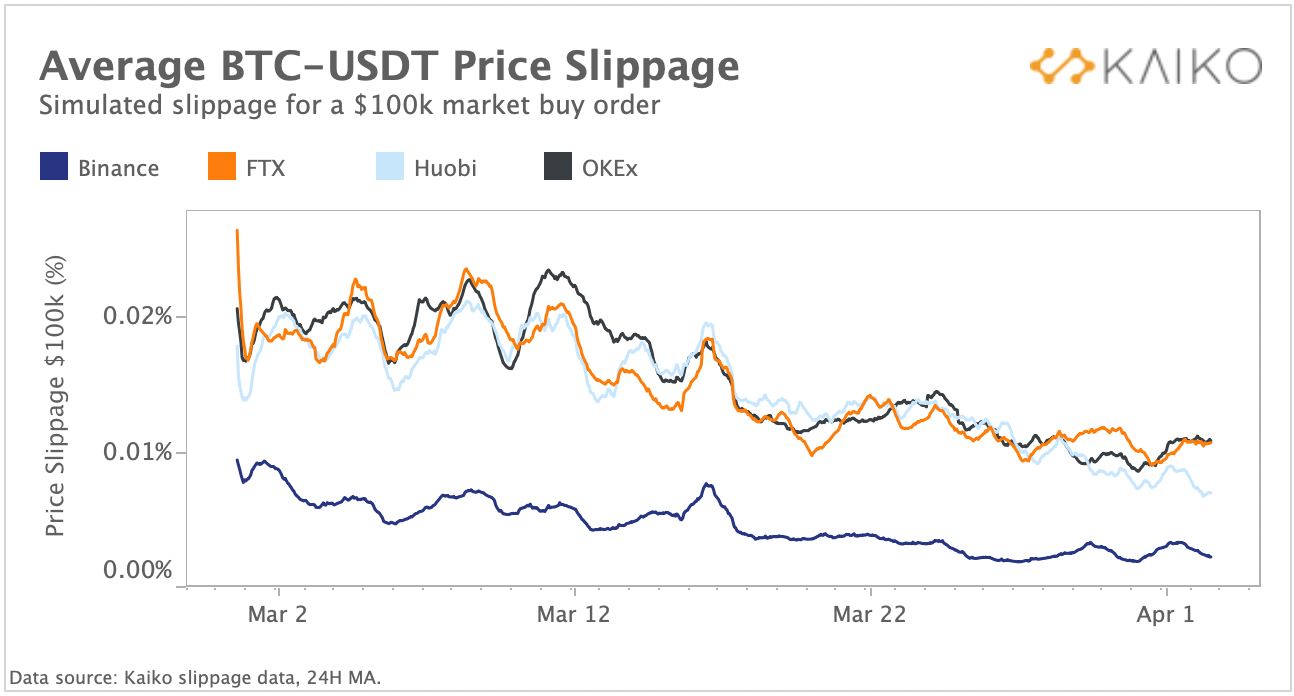 Average BTC-USDT Price Slippage
KAIKO
Simulated slippage for a $100k market buy order
Binance FTX Huobi OKEx
Price Slippage $100k (%)
0.02%
0.01%
0.00%
Mar 2 Mar 12 Mar 22 Apr 1
Data source: Kaiko slippage data, 24H MA.